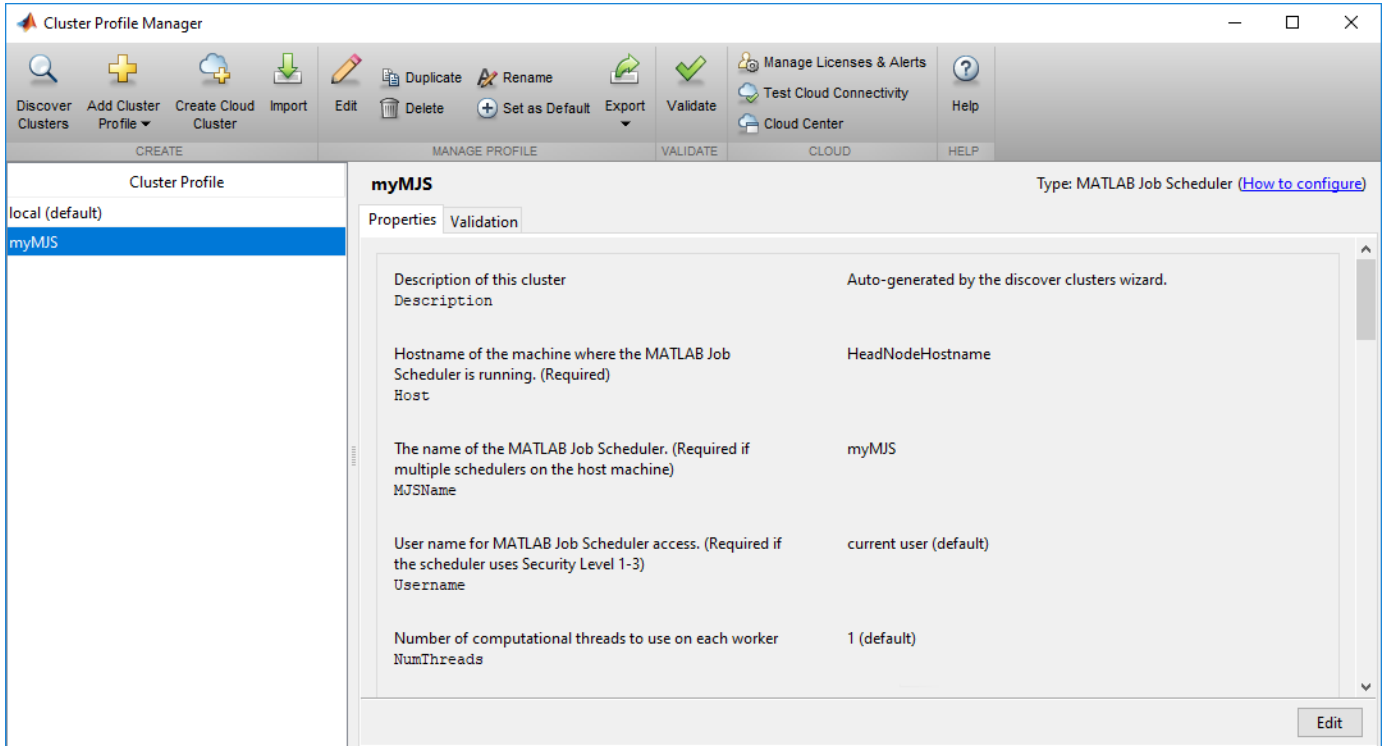 Cluster Profile Manager
Discover Clusters
Add Cluster Profile
Create Cloud Cluster
Import
CREATE
Edit
Duplicate
Delete
Rename
Set as Default
Export
MANAGE PROFILE
Validate
VALIDATE
Manage Licenses & Alerts
Test Cloud Connectivity
Cloud Center
CLOUD
Help
HELP
Cluster Profile
local (default)
myMJS
myMJS
Type: MATLAB Job Scheduler (How to configure)
Properties
Validation
Description of this cluster
Description
Auto-generated by the discover clusters wizard.
Hostname of the machine where the MATLAB Job
Scheduler is running. (Required)
Host
HeadNodeHostname
The name of the MATLAB Job Scheduler. (Required if
multiple schedulers on the host machine)
MJSName
myMJS
User name for MATLAB Job Scheduler access. (Required if
the scheduler uses Security Level 1-3)
Username
current user (default)
Number of computational threads to use on each worker
NumThreads
1 (default)
Edit